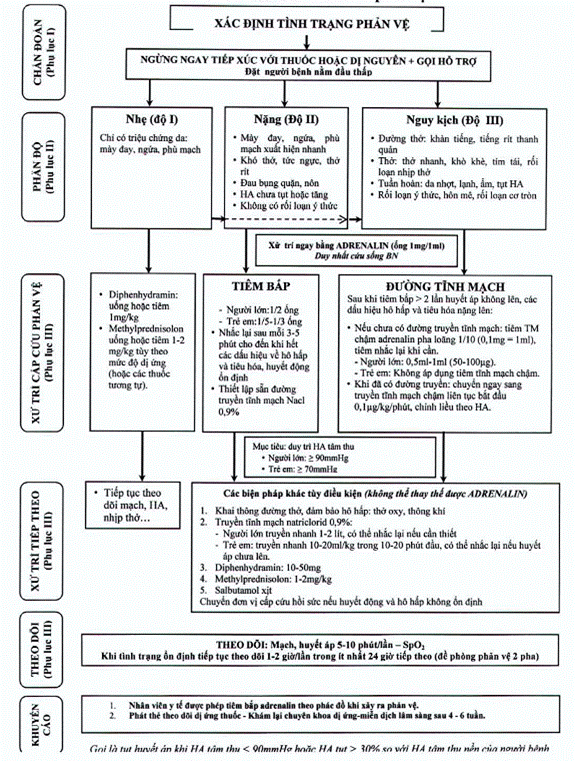 CHẨN ĐOÁN
(Phụ lục I)
XÁC ĐỊNH TÌNH TRẠNG PHẢN VỆ
NGỪNG NGAY TIẾP XÚC VỚI THUỐC HOẶC DỊ NGUYÊN + GỌI HỖ TRỢ
Đặt người bệnh nằm đầu thấp
PHÂN ĐỘ
(Phụ lục II)
Nhẹ (độ I)
Chỉ có triệu chứng da:
mày đay, ngứa, phù mạch
Nặng (Độ II)
• Mày đay, ngứa, phù
mạch xuất hiện nhanh
• Khó thở, tức ngực, thở
rít
• Đau bụng quặn, nôn
• HA chưa tụt hoặc tăng
• Không có rối loạn ý thức
Nguy kịch (Độ III)
• Đường thở: khàn tiếng, tiếng rít thanh
quản
• Thở: thở nhanh, khò khè, tím tái, rối
loạn nhịp thở
• Tuần hoàn: da nhợt, lạnh, ẩm, tụt HA
• Rối loạn ý thức, hôn mê, rối loạn cơ tròn
Xử trí ngay bằng ADRENALIN (ống 1mg/1ml)
Duy nhất cứu sống BN
XỬ TRÍ CẤP CỨU PHẢN VỆ
(Phụ lục III)
• Diphenhydramin:
uống hoặc tiêm
1mg/kg
• Methylprednisolon
uống hoặc tiêm 1-2
mg/kg tùy theo
mức độ dị ứng
(hoặc các thuốc
tương tự).
TIÊM BẮP
- Người lớn:1/2 ống
- Trẻ em:1/5-1/3 ống
• Nhắc lại sau mỗi 3-5
phút cho đến khi hết
các dấu hiệu về hô hấp
và tiêu hóa, huyết động
ổn định
• Thiết lập sẵn đường
truyền tĩnh mạch Nacl
0,9%
ĐƯỜNG TĨNH MẠCH
Sau khi tiêm bắp > 2 lần huyết áp không lên, các
dấu hiệu hô hấp và tiêu hóa nặng lên:
• Nếu chưa có đường truyền tĩnh mạch: tiêm TM
chậm adrenalin pha loãng 1/10 (0,1mg = 1ml),
tiêm nhắc lại khi cần.
- Người lớn: 0,5ml-1ml (50-100µg).
- Trẻ em: Không áp dụng tiêm tĩnh mạch chậm.
• Khi đã có đường truyền: chuyển ngay sang
truyền tĩnh mạch chậm liên tục bắt đầu
0,1µg/kg/phút, chỉnh liều theo HA.
Mục tiêu: duy trì HA tâm thu
• Người lớn: ≥ 90mmHg
• Trẻ em: ≥ 70mmHg
XỬ TRÍ TIẾP THEO
(Phụ lục III)
• Tiếp tục theo
dõi mạch, HA,
nhịp thở…
Các biện pháp khác tùy điều kiện (không thể thay thế được ADRENALIN)
1. Khai thông đường thở, đảm bảo hô hấp: thở oxy, thông khí
2. Truyền tĩnh mạch natriclorid 0,9%:
- Người lớn truyền nhanh 1-2 lít, có thể nhắc lại nếu cần thiết
- Trẻ em: truyền nhanh 10-20ml/kg trong 10-20 phút đầu, có thể nhắc lại nếu huyết
áp chưa lên.
3. Diphenhydramin: 10-50mg
4. Methylprednisolon: 1-2mg/kg
5. Salbutamol xịt
Chuyển đơn vị cấp cứu hồi sức nếu huyết động và hô hấp không ổn định
THEO DÕI
(Phụ lục III)
THEO DÕI: Mạch, huyết áp 5-10 phút/lần – SpO₂
Khi tình trạng ổn định tiếp tục theo dõi 1-2 giờ/lần trong ít nhất 24 giờ tiếp theo (đề phòng phản vệ 2 pha)
KHUYẾN
CÁO
1. Nhân viên y tế được phép tiêm bắp adrenalin theo phác đồ khi xảy ra phản vệ.
2. Phát thẻ theo dõi dị ứng thuốc - Khám lại chuyên khoa dị ứng-miễn dịch lâm sàng sau 4 - 6 tuần.
Gọi là tụt huyết áp khi HA tâm thu < 90mmHg hoặc HA tụt > 30% so với HA tâm thu nền của người bệnh